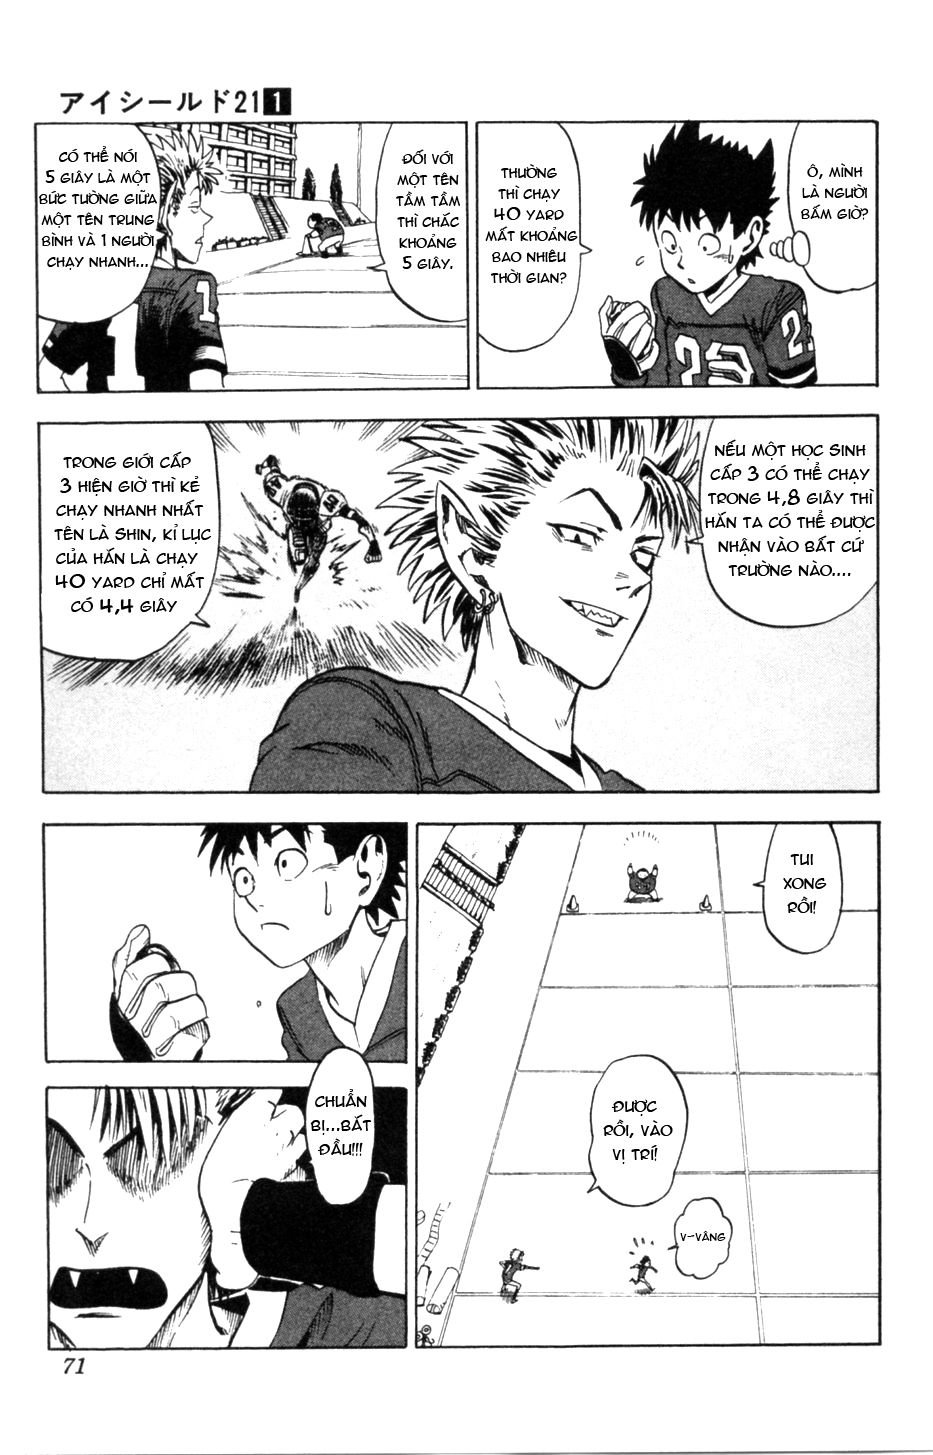 アイシールド21 1
Ô, MÌNH
LÀ NGƯỜI
BẤM GIỜ?
THƯỜNG
THÌ CHẠY
40 YARD
MẤT KHOẢNG
BAO NHIÊU
THỜI GIAN?
ĐỐI VỚI
MỘT TÊN
TẦM TẦM
THÌ CHẮC
KHOẢNG
5 GIÂY.
CÓ THỂ NÓI
5 GIÂY LÀ MỘT
BỨC TƯỜNG GIỮA
MỘT TÊN TRUNG
BÌNH VÀ 1 NGƯỜI
CHẠY NHANH...
NẾU MỘT HỌC SINH
CẤP 3 CÓ THỂ CHẠY
TRONG 4,8 GIÂY THÌ
HẮN TA CÓ THỂ ĐƯỢC
NHẬN VÀO BẤT CỨ
TRƯỜNG NÀO....
TRONG GIỚI CẤP
3 HIỆN GIỜ THÌ KẺ
CHẠY NHANH NHẤT
TÊN LÀ SHIN, KỈ LỤC
CỦA HẮN LÀ CHẠY
40 YARD CHỈ MẤT
CÓ 4,4 GIÂY
TUI
XONG
RỒI!
ĐƯỢC
RỒI, VÀO
VỊ TRÍ!
V-VÂNG
CHUẨN
BỊ...BẮT
ĐẦU!!!
71